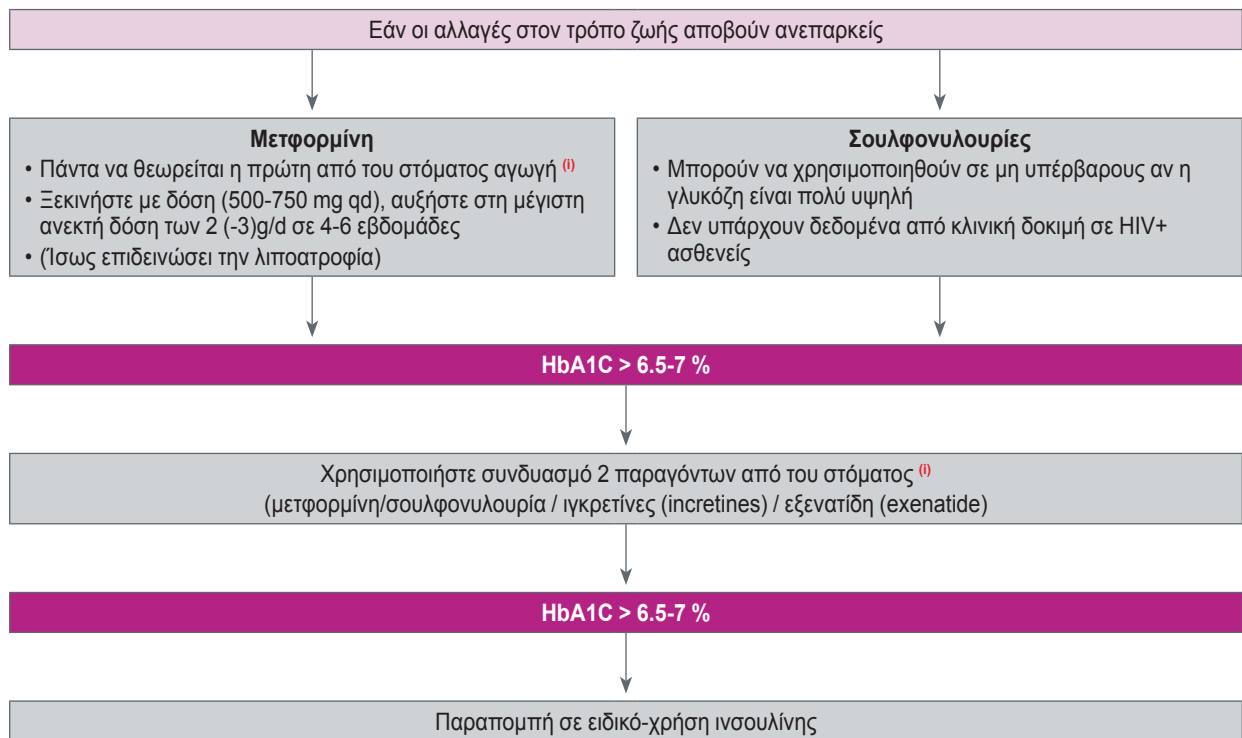 Εάν οι αλλαγές στον τρόπο ζωής αποβούν ανεπαρκείς
Μετφορμίνη
• Πάντα να θεωρείται η πρώτη από του στόματος αγωγή (i)
• Ξεκινήστε με δόση (500-750 mg qd), αυξήστε στη μέγιστη
ανεκτή δόση των 2 (-3)g/d σε 4-6 εβδομάδες
• (Ίσως επιδεινώσει την λιποατροφία)
Σουλφονυλουρίες
• Μπορούν να χρησιμοποιηθούν σε μη υπέρβαρους αν η
γλυκόζη είναι πολύ υψηλή
• Δεν υπάρχουν δεδομένα από κλινική δοκιμή σε HIV+
ασθενείς
HbA1C > 6.5-7 %
Χρησιμοποιήστε συνδυασμό 2 παραγόντων από του στόματος (i)
(μετφορμίνη/σουλφονυλουρία / ιγκρετίνες (incretines) / εξενατίδη (exenatide)
HbA1C > 6.5-7 %
Παραπομπή σε ειδικό-χρήση ινσουλίνης